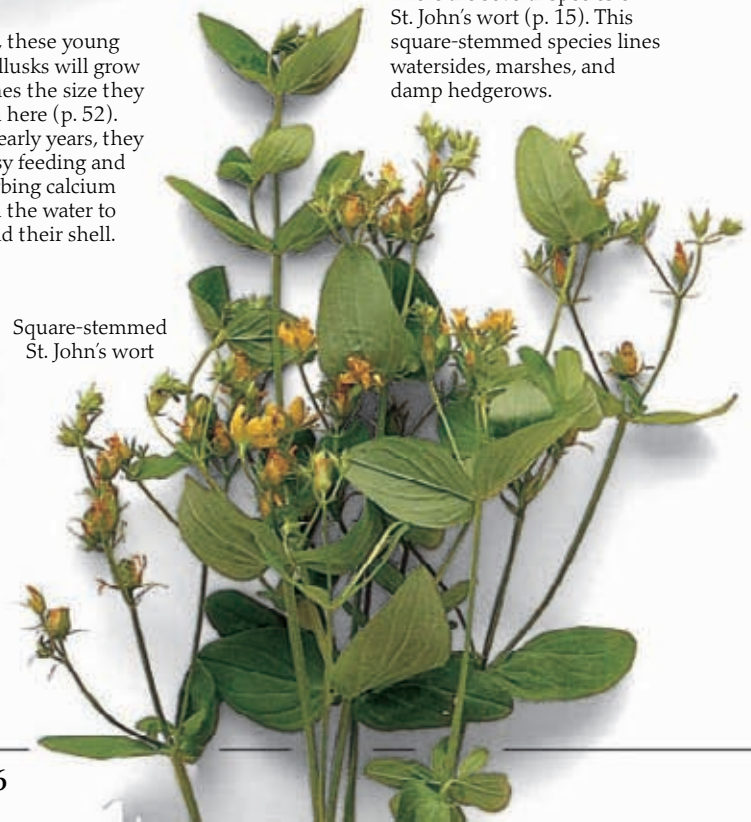 , these young
llusks will grow
nes the size they
here (p. 52).
early years, they
sy feeding and
bing calcium
the water to
d their shell.
St. John's wort (p. 15). This
square-stemmed species lines
watersides, marshes, and
damp hedgerows.
Square-stemmed
St. John's wort
6